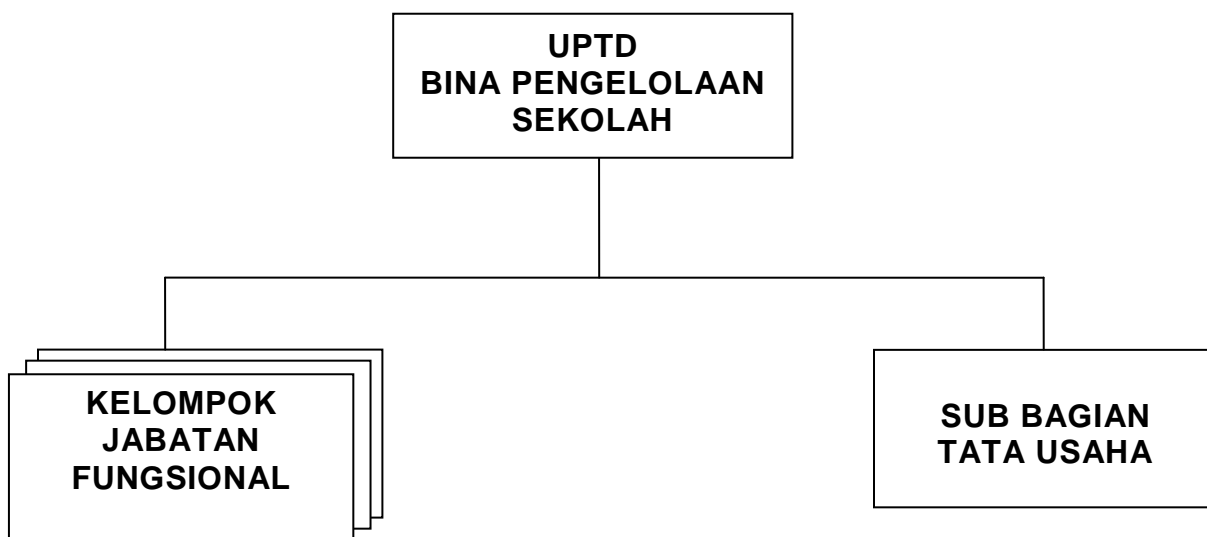 UPTD
BINA PENGELOLAAN
SEKOLAH
KELOMPOK
JABATAN
FUNGSIONAL
SUB BAGIAN
TATA USAHA